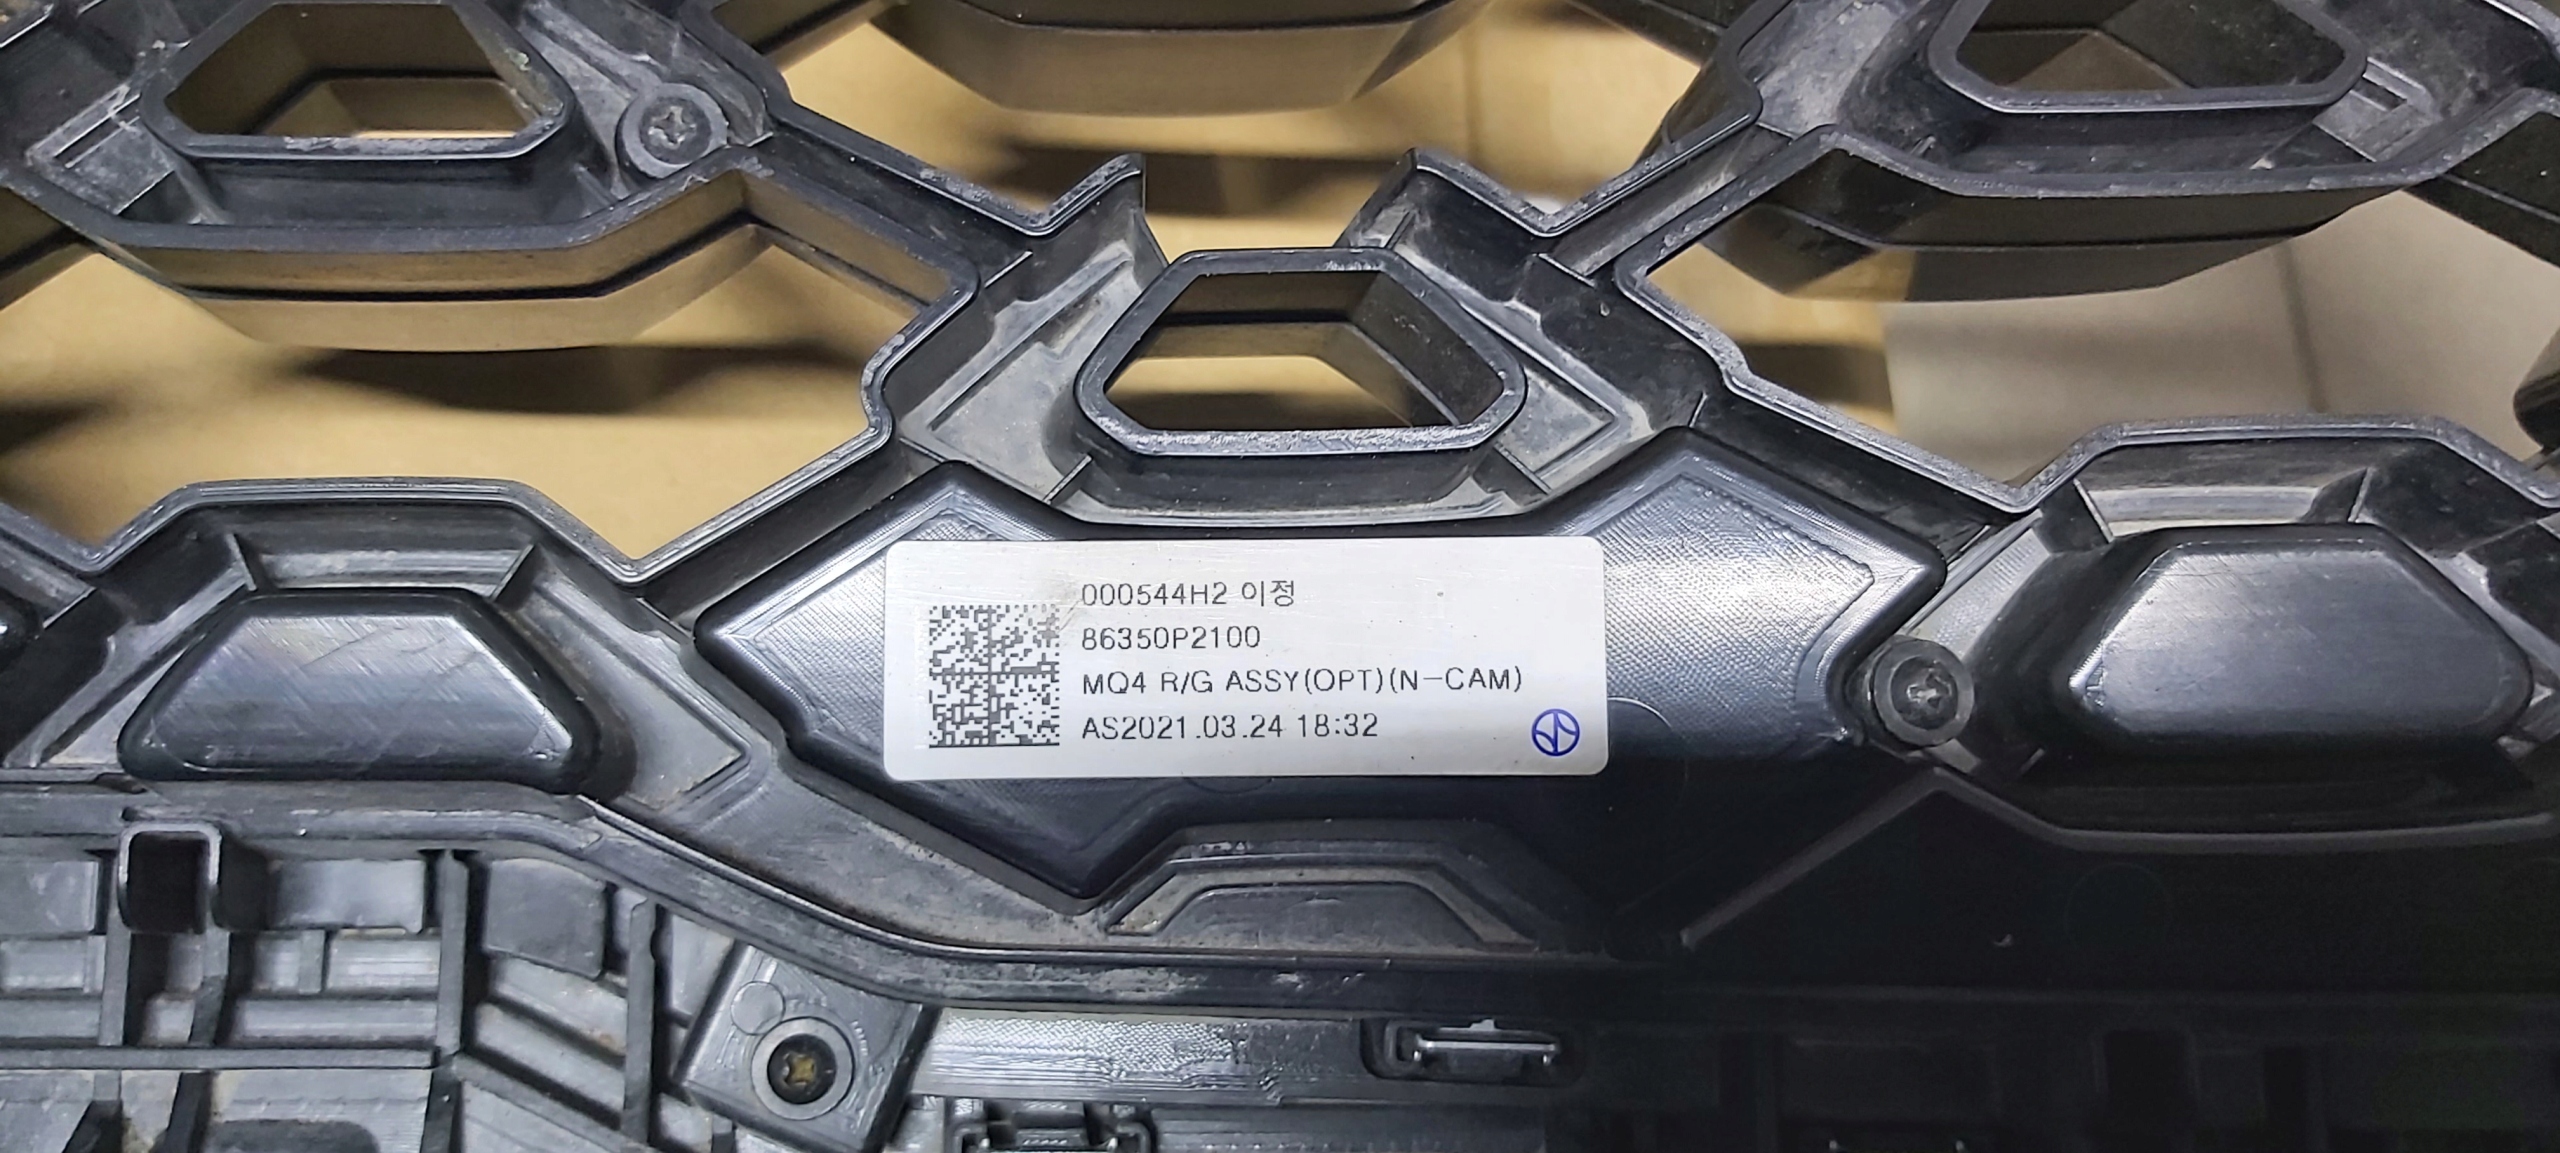 000544H2 이정
86350P2100
MQ4 R/G ASSY(OPT)(N-CAM)
AS2021.03.24 18:32